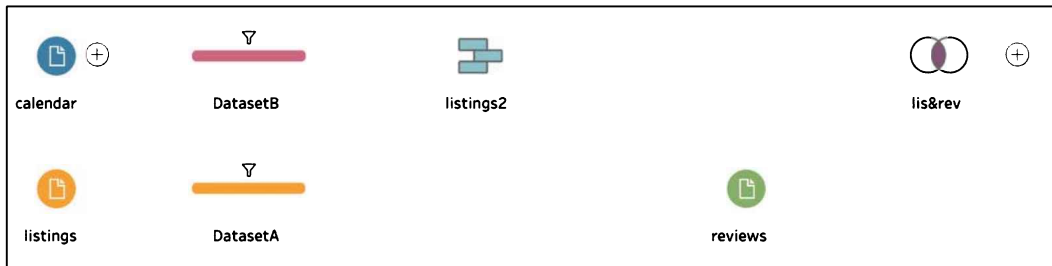 calendar
DatasetB
listings2
lis&rev
listings
DatasetA
reviews